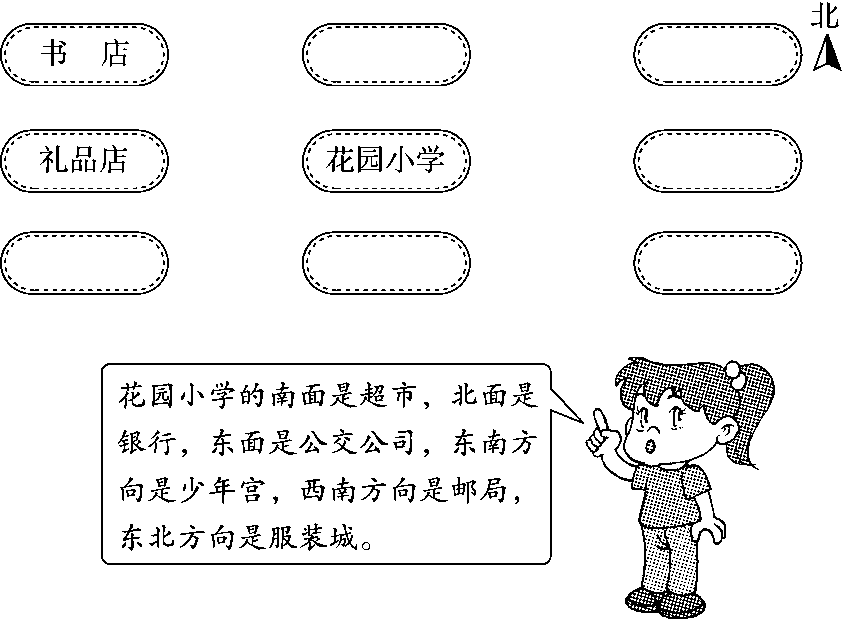 北
书 店
礼品店 花园小学
花园小学的南面是超市，北面是
银行，东面是公交公司，东南方
向是少年宫，西南方向是邮局，
东北方向是服装城。